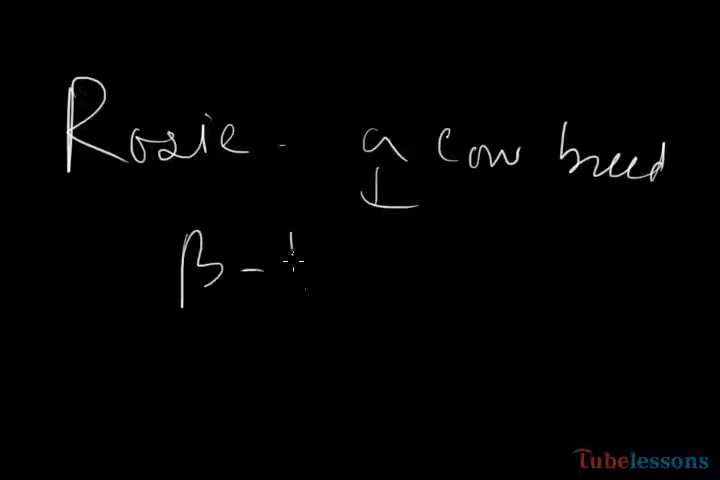 Rosie - a cow breed
β -
Tubelessons